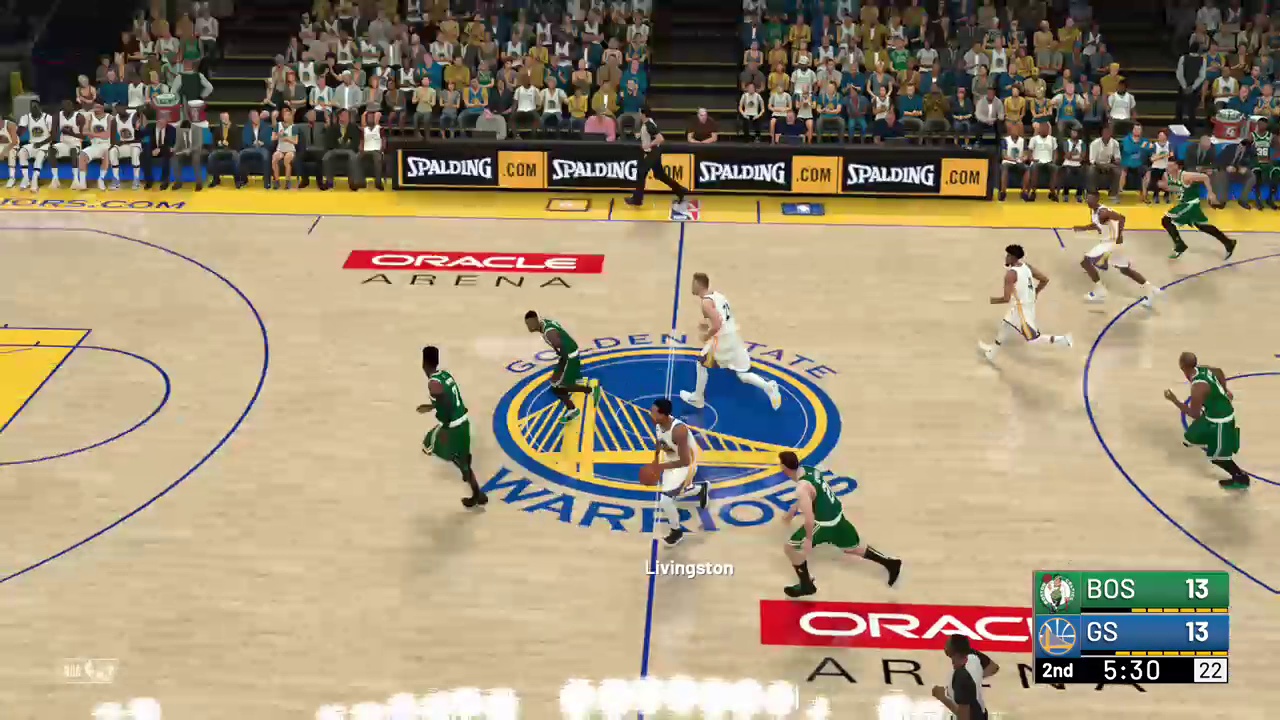 SPALDING .COM SPALDING .COM SPALDING .COM SPALDING .COM
IORS.COM
ORACLE
ARENA
GOLDEN STATE
WARRIORS
Livingston
ORAC
ARENA
BOS 13
GS 13
2nd 5:30 22